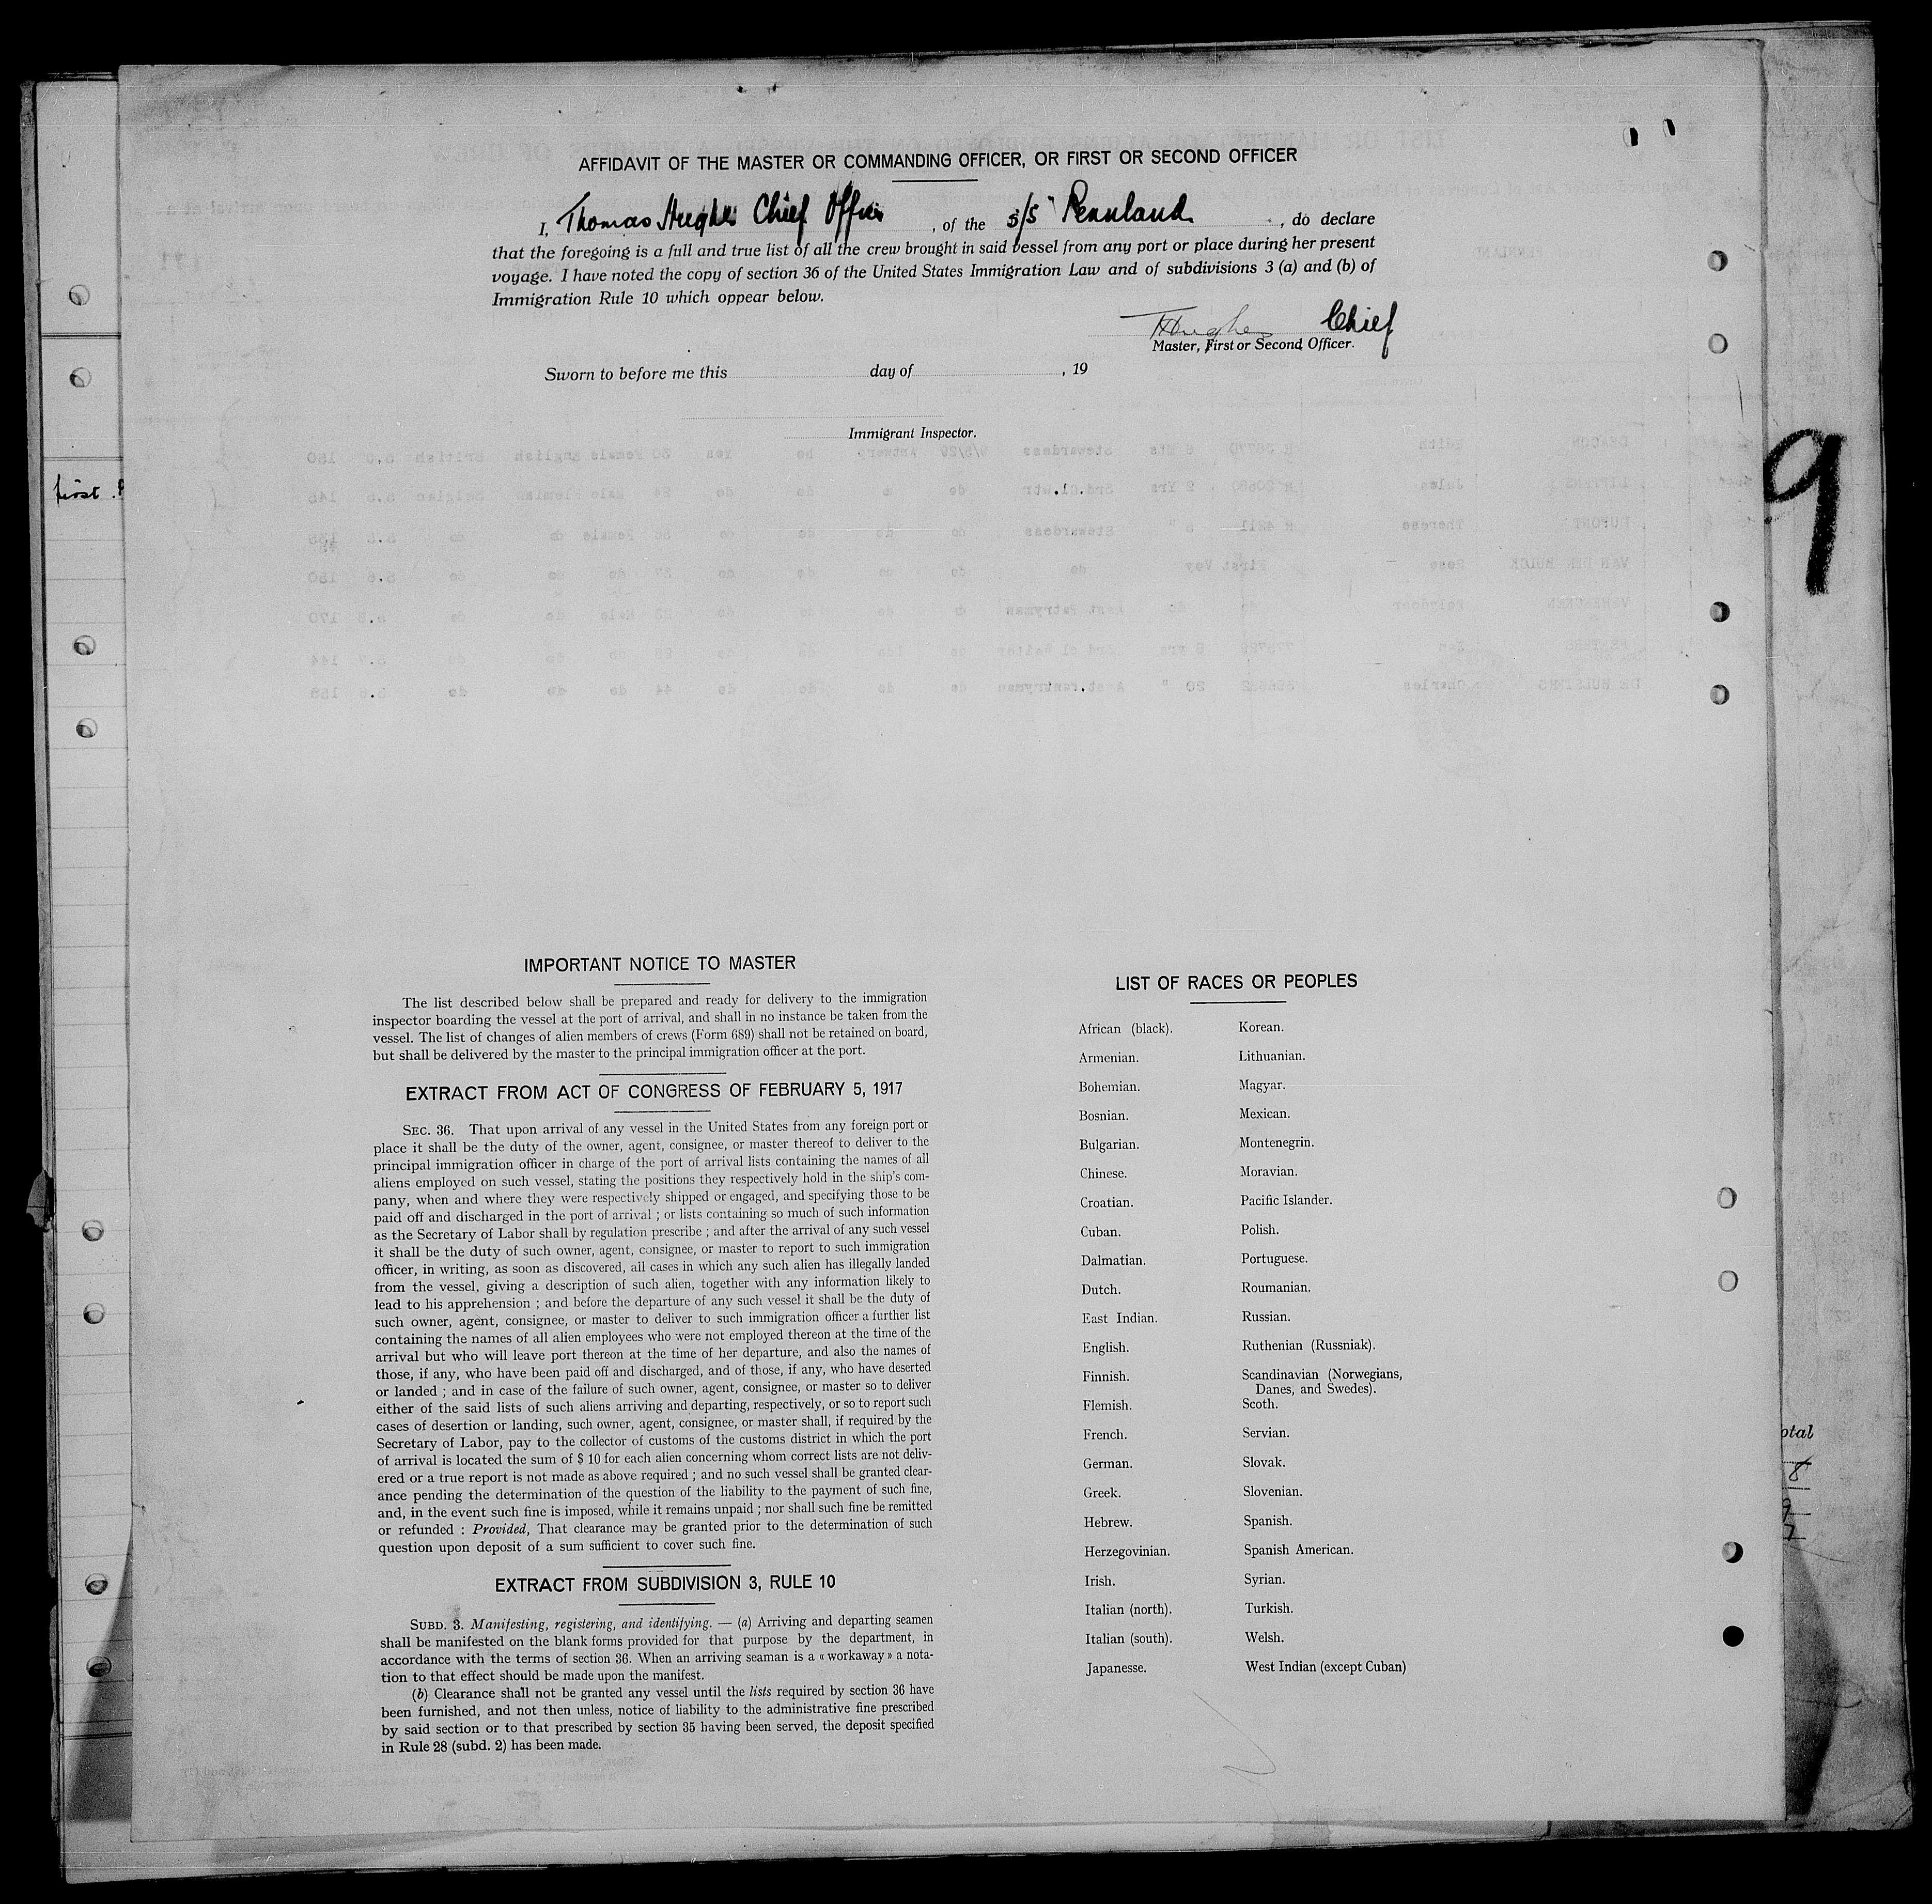 AFFIDAVIT OF THE MASTER OR COMMANDING OFFICER, OR FIRST OR SECOND OFFICER
I, Thomas Hughes Chief Officer , of the s/s "Pennland , do declare
that the foregoing is a full and true list of all the crew brought in said vessel from any port or place during her present
voyage. I have noted the copy of section 36 of the United States Immigration Law and of subdivisions 3 (a) and (b) of
Immigration Rule 10 which oppear below.
THughes Chief
Master, First or Second Officer.
Sworn to before me this day of , 19
Immigrant Inspector.
first
9
IMPORTANT NOTICE TO MASTER
The list described below shall be prepared and ready for delivery to the immigration
inspector boarding the vessel at the port of arrival, and shall in no instance be taken from the
vessel. The list of changes of alien members of crews (Form 689) shall not be retained on board,
but shall be delivered by the master to the principal immigration officer at the port.
EXTRACT FROM ACT OF CONGRESS OF FEBRUARY 5, 1917
SEC. 36. That upon arrival of any vessel in the United States from any foreign port or
place it shall be the duty of the owner, agent, consignee, or master thereof to deliver to the
principal immigration officer in charge of the port of arrival lists containing the names of all
aliens employed on such vessel, stating the positions they respectively hold in the ship's com-
pany, when and where they were respectively shipped or engaged, and specifying those to be
paid off and discharged in the port of arrival ; or lists containing so much of such information
as the Secretary of Labor shall by regulation prescribe ; and after the arrival of any such vessel
it shall be the duty of such owner, agent, consignee, or master to report to such immigration
officer, in writing, as soon as discovered, all cases in which any such alien has illegally landed
from the vessel, giving a description of such alien, together with any information likely to
lead to his apprehension ; and before the departure of any such vessel it shall be the duty of
such owner, agent, consignee, or master to deliver to such immigration officer a further list
containing the names of all alien employees who were not employed thereon at the time of the
arrival but who will leave port thereon at the time of her departure, and also the names of
those, if any, who have been paid off and discharged, and of those, if any, who have deserted
or landed ; and in case of the failure of such owner, agent, consignee, or master so to deliver
either of the said lists of such aliens arriving and departing, respectively, or so to report such
cases of desertion or landing, such owner, agent, consignee, or master shall, if required by the
Secretary of Labor, pay to the collector of customs of the customs district in which the port
of arrival is located the sum of $ 10 for each alien concerning whom correct lists are not deliv-
ered or a true report is not made as above required ; and no such vessel shall be granted clear-
ance pending the determination of the question of the liability to the payment of such fine,
and, in the event such fine is imposed, while it remains unpaid ; nor shall such fine be remitted
or refunded : Provided, That clearance may be granted prior to the determination of such
question upon deposit of a sum sufficient to cover such fine.
EXTRACT FROM SUBDIVISION 3, RULE 10
SUBD. 3. Manifesting, registering, and identifying. — (a) Arriving and departing seamen
shall be manifested on the blank forms provided for that purpose by the department, in
accordance with the terms of section 36. When an arriving seaman is a « workaway » a nota-
tion to that effect should be made upon the manifest.
(b) Clearance shall not be granted any vessel until the lists required by section 36 have
been furnished, and not then unless, notice of liability to the administrative fine prescribed
by said section or to that prescribed by section 35 having been served, the deposit specified
in Rule 28 (subd. 2) has been made.
LIST OF RACES OR PEOPLES
African (black). Korean.
Armenian. Lithuanian.
Bohemian. Magyar.
Bosnian. Mexican.
Bulgarian. Montenegrin.
Chinese. Moravian.
Croatian. Pacific Islander.
Cuban. Polish.
Dalmatian. Portuguese.
Dutch. Roumanian.
East Indian. Russian.
English. Ruthenian (Russniak).
Finnish. Scandinavian (Norwegians,
Danes, and Swedes).
Flemish. Scoth.
French. Servian.
German. Slovak.
Greek. Slovenian.
Hebrew. Spanish.
Herzegovinian. Spanish American.
Irish. Syrian.
Italian (north). Turkish.
Italian (south). Welsh.
Japanesse. West Indian (except Cuban)
otal
8